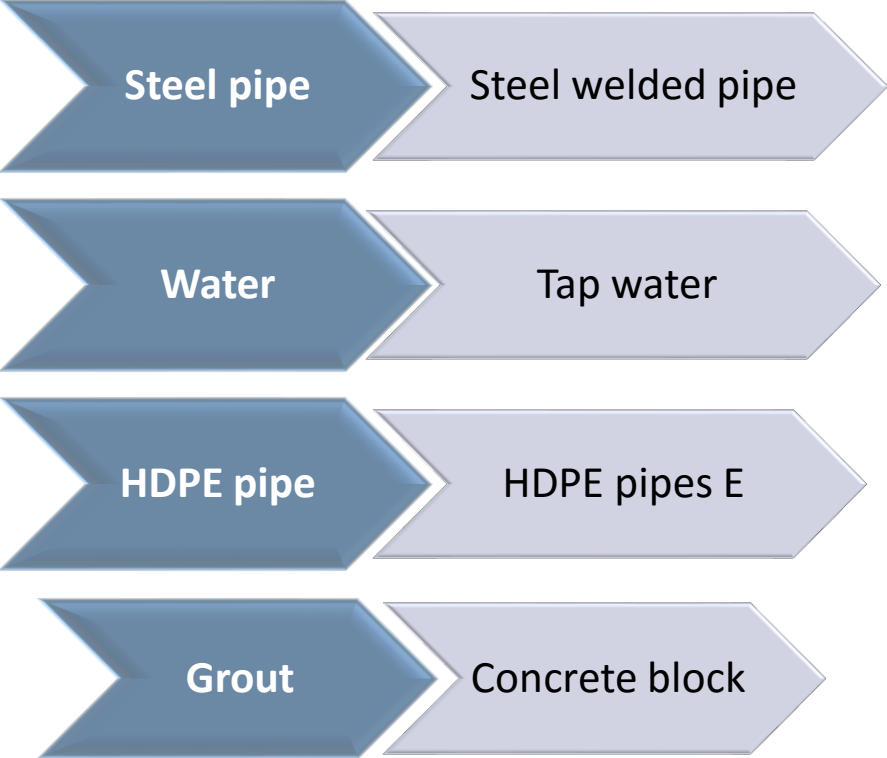 Steel pipe
Steel welded pipe
Water
Tap water
HDPE pipe
HDPE pipes E
Grout
Concrete block